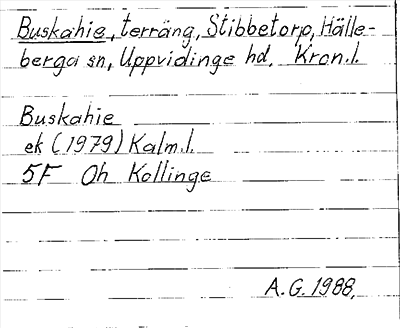 Buskahie, terräng, Stibbetorp, Hälle-
berga sn, Uppvidinge hd, Kron.l.
Buskahie
ek (1979) Kalm.l.
5F Oh Kollinge
A.G. 1988,